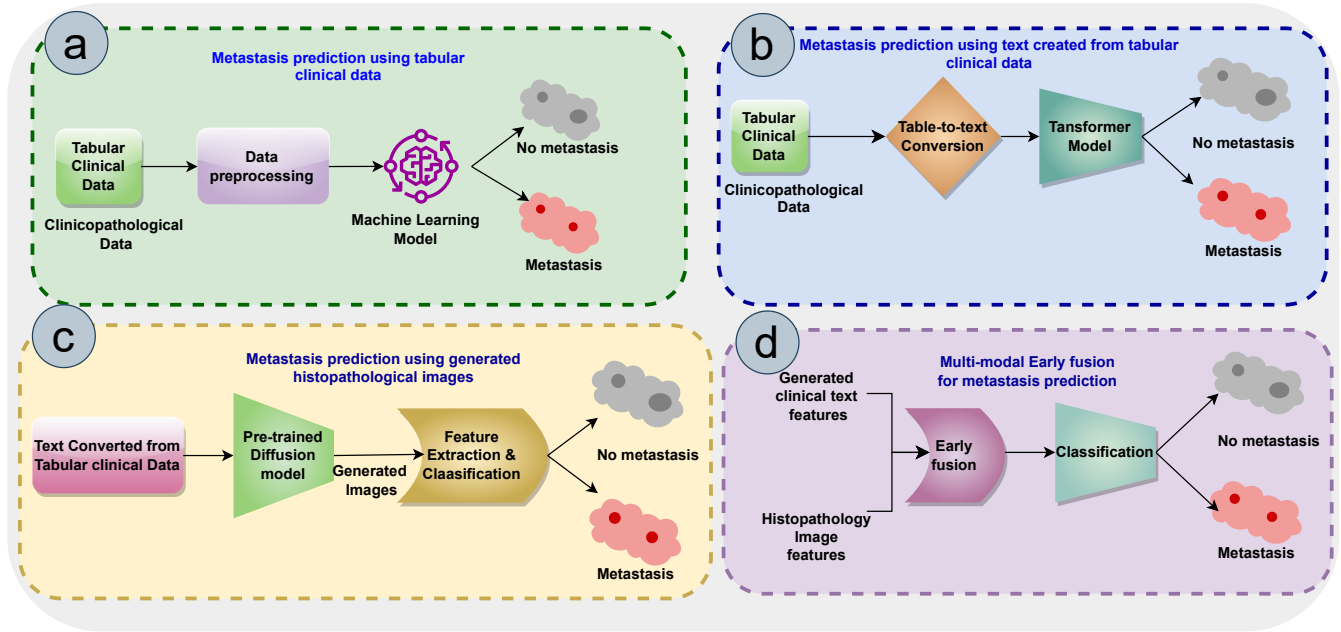 a
Metastasis prediction using tabular
clinical data
Tabular
Clinical
Data
Clinicopathological
Data
Data
preprocessing
Machine Learning
Model
No metastasis
Metastasis
b
Metastasis prediction using text created from tabular
clinical data
Tabular
Clinical
Data
Clinicopathological
Data
Table-to-text
Conversion
Tansformer
Model
No metastasis
Metastasis
c
Metastasis prediction using generated
histopathological images
Text Converted from
Tabular clinical Data
Pre-trained
Diffusion
model
Generated
Images
Feature
Extraction &
Claasification
No metastasis
Metastasis
d
Multi-modal Early fusion
for metastasis prediction
Generated
clinical text
features
Histopathology
Image
features
Early
fusion
Classification
No metastasis
Metastasis